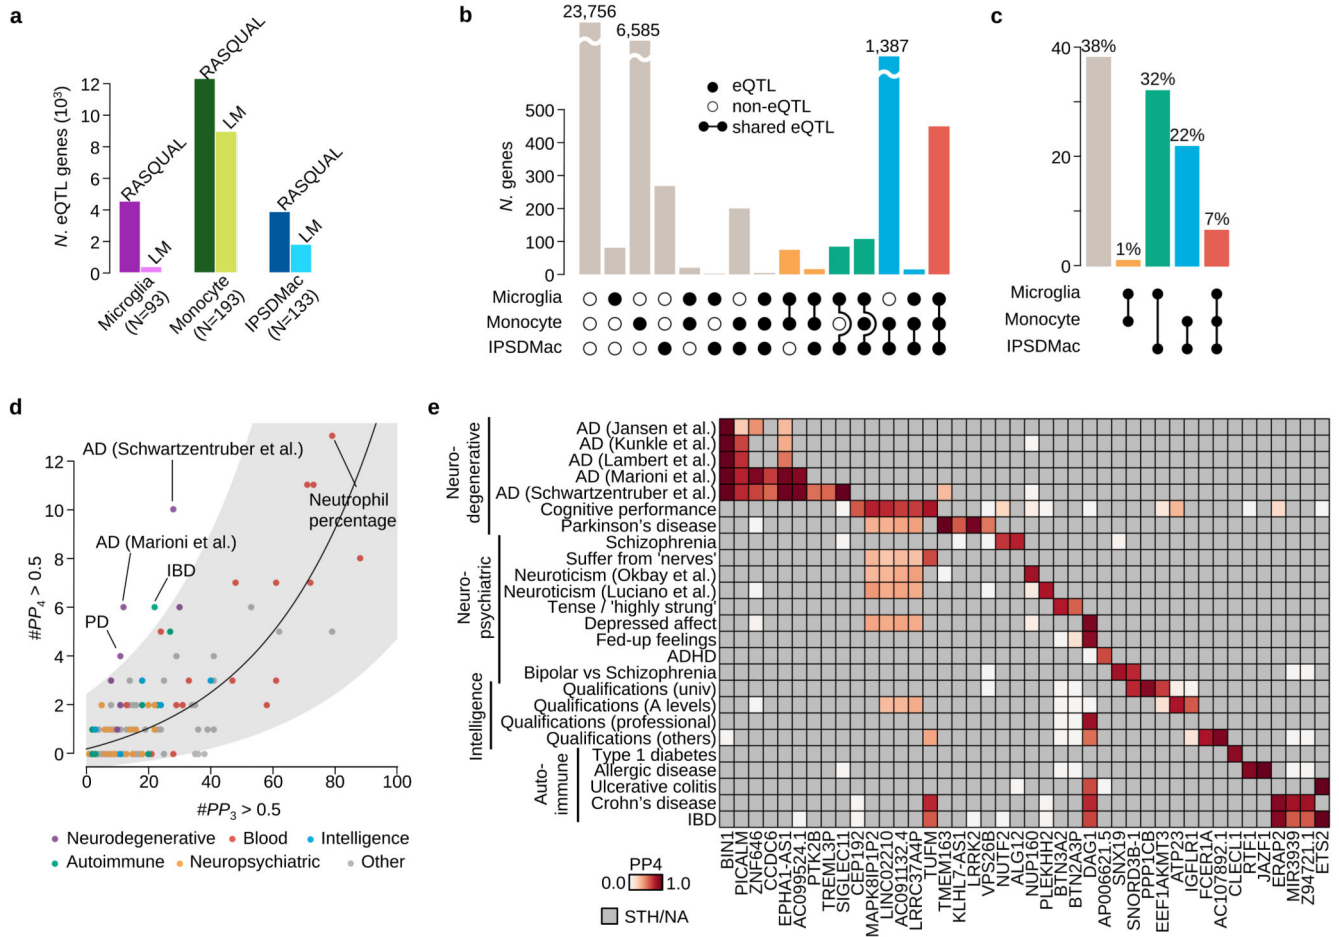 a
N. eQTL genes (10³)
12
10
8
6
4
2
0
RASQUAL
LM
RASQUAL
LM
RASQUAL
LM
Microglia
(N=93)
Monocyte
(N=193)
IPSDMac
(N=133)
b
23,756
6,585
1,387
eQTL
non-eQTL
shared eQTL
N. genes
500
400
300
200
100
0
Microglia
Monocyte
IPSDMac
c
40
20
0
38%
1%
32%
22%
7%
Microglia
Monocyte
IPSDMac
d
#PP₄ > 0.5
12
10
8
6
4
2
0
AD (Schwartzentruber et al.)
Neutrophil
percentage
AD (Marioni et al.)
IBD
PD
0
20
40
60
80
100
#PP₃ > 0.5
Neurodegenerative
Blood
Intelligence
Autoimmune
Neuropsychiatric
Other
e
Neuro-
degenerative
AD (Jansen et al.)
AD (Kunkle et al.)
AD (Lambert et al.)
AD (Marioni et al.)
AD (Schwartzentruber et al.)
Cognitive performance
Parkinson's disease
Neuro-
psychiatric
Schizophrenia
Suffer from 'nerves'
Neuroticism (Okbay et al.)
Neuroticism (Luciano et al.)
Tense / 'highly strung'
Depressed affect
Fed-up feelings
ADHD
Bipolar vs Schizophrenia
Intelligence
Qualifications (univ)
Qualifications (A levels)
Qualifications (professional)
Qualifications (others)
Auto-
immune
Type 1 diabetes
Allergic disease
Ulcerative colitis
Crohn's disease
IBD
BIN1
PICALM
ZNF646
CCDC6
EPHA1-AS1
AC099524.1
PTK2B
TREML3P
SIGLEC11
CEP192
MAPK8IP1P2
LINC02210
AC091132.4
LRRC37A4P
TUFM
TMEM163
KLHL7-AS1
LRRK2
VPS26B
NUTF2
ALG12
NUP160
PLEKHH2
BTN3A2
BTN2A3P
DAG1
AP006621.5
SNX19
SNORD3B-1
PPP1CB
EEF1AKMT3
ATP23
IGFLR1
FCER1A
AC107892.1
CLECL1
RTF1
JAZF1
ERAP2
MIR3939
Z94721.1
ETS2
PP4
0.0
1.0
STH/NA